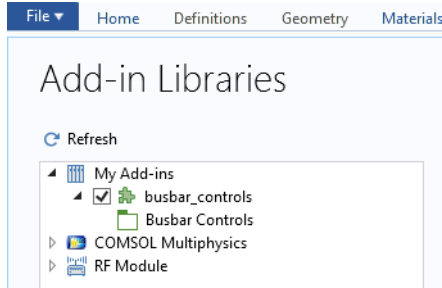 File Home Definitions Geometry Materials
Add-in Libraries
Refresh
My Add-ins
busbar_controls
Busbar Controls
COMSOL Multiphysics
RF Module